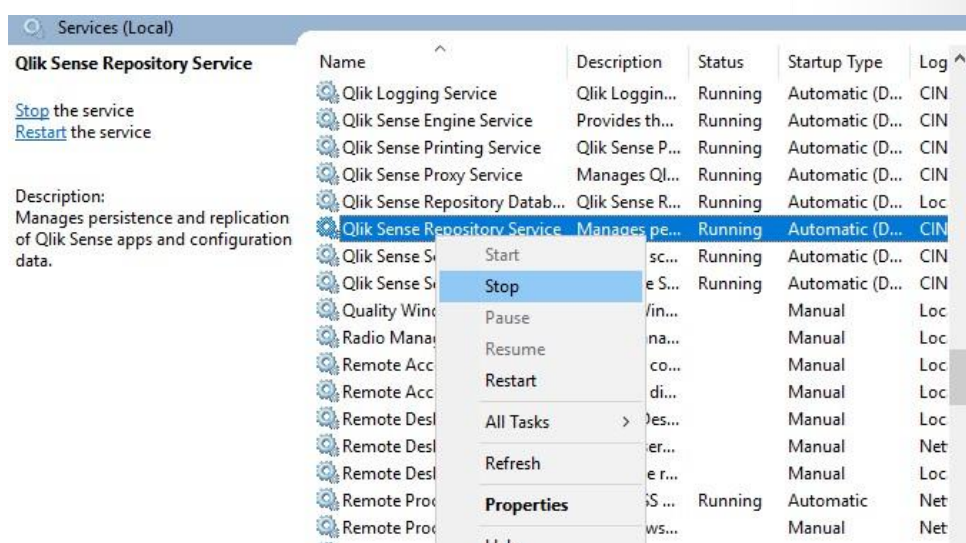 Services (Local)
Qlik Sense Repository Service
Stop the service
Restart the service
Description:
Manages persistence and replication
of Qlik Sense apps and configuration
data.
Name Description Status Startup Type Log
Qlik Logging Service Qlik Loggin... Running Automatic (D... CIN
Qlik Sense Engine Service Provides th... Running Automatic (D... CIN
Qlik Sense Printing Service Qlik Sense P... Running Automatic (D... CIN
Qlik Sense Proxy Service Manages Ql... Running Automatic (D... CIN
Qlik Sense Repository Datab... Qlik Sense R... Running Automatic (D... Loc
Qlik Sense Repository Service Manages pe... Running Automatic (D... CIN
Qlik Sense S sc... Running Automatic (D... CIN
Qlik Sense S e S... Running Automatic (D... CIN
Quality Wind /in... Manual Loc
Radio Mana na... Manual Loc
Remote Acc co... Manual Loc
Remote Acc di... Manual Loc
Remote Desl Des... Manual Loc
Remote Desl er... Manual Net
Remote Desl e r... Manual Loc
Remote Proc SS ... Running Automatic Net
Remote Proc ws... Manual Net
Start
Stop
Pause
Resume
Restart
All Tasks >
Refresh
Properties